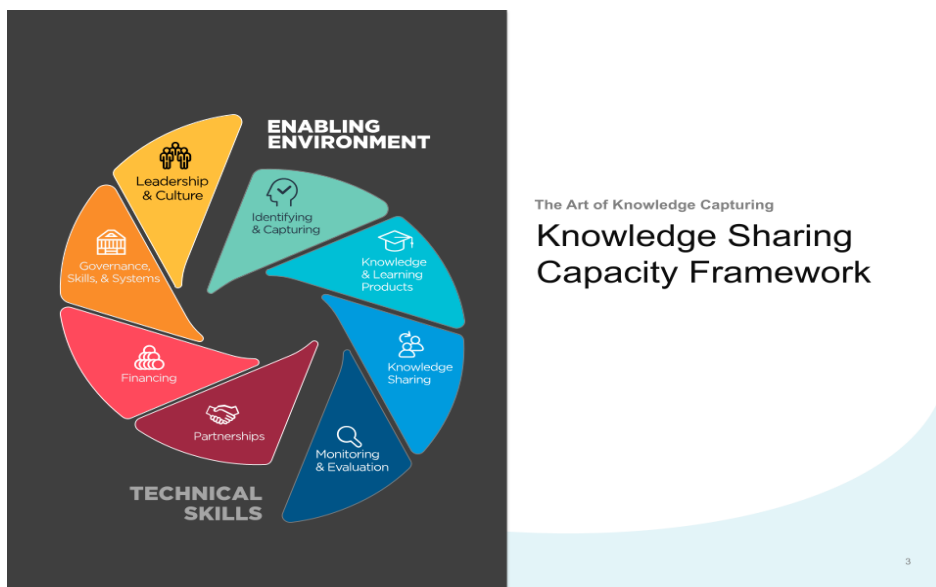 ENABLING
ENVIRONMENT
Leadership
& Culture
Identifying
& Capturing
Governance,
Skills, & Systems
Knowledge
& Learning
Products
Financing
Knowledge
Sharing
Partnerships
Monitoring
& Evaluation
TECHNICAL
SKILLS
The Art of Knowledge Capturing
Knowledge Sharing
Capacity Framework
3